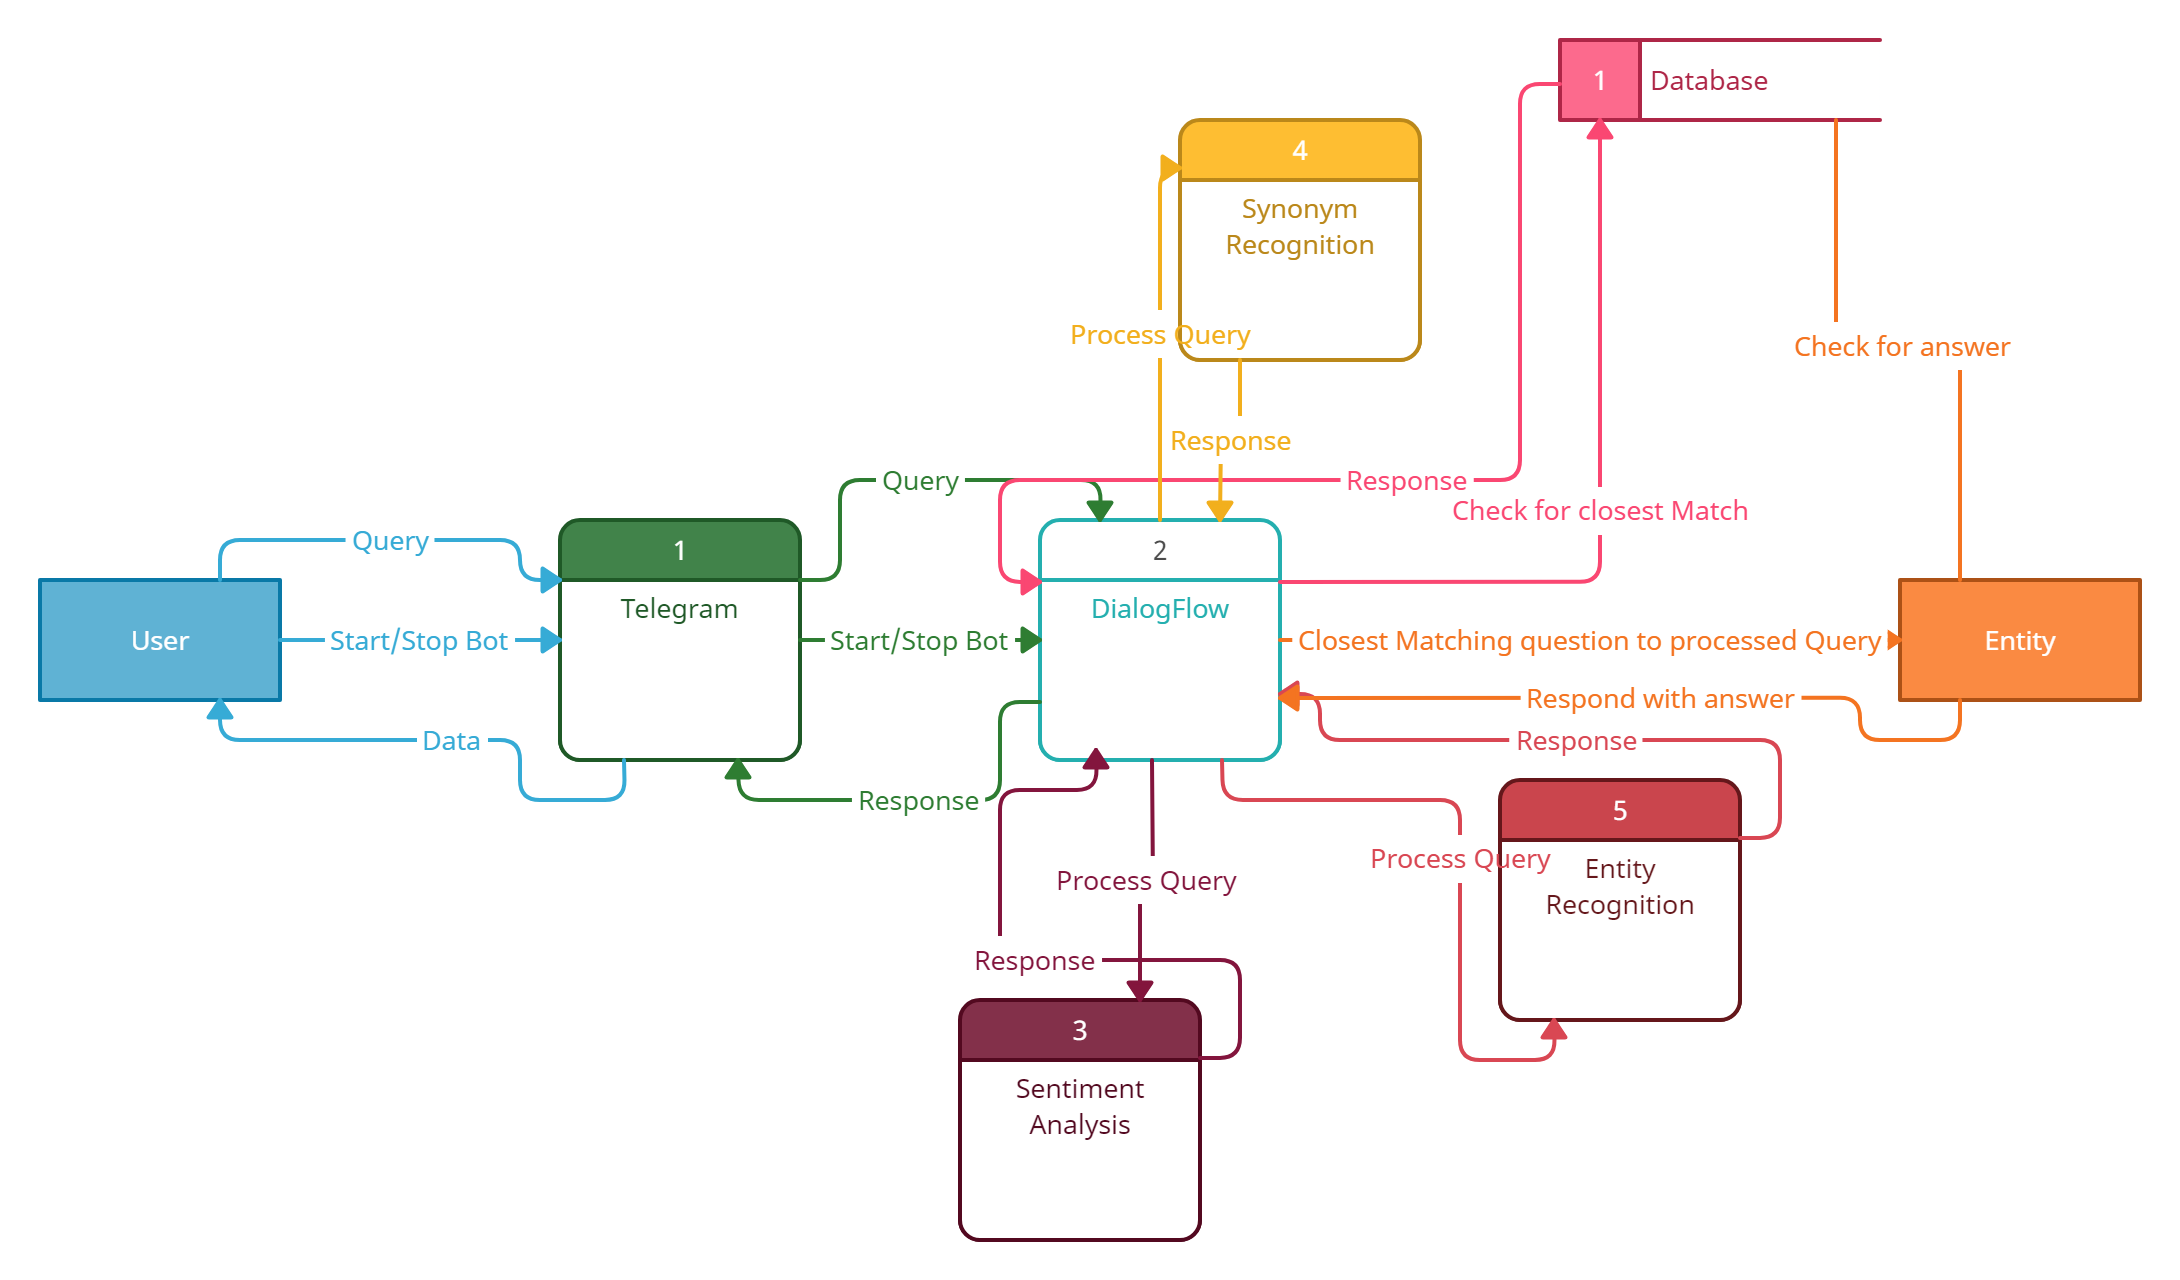 1
Database
4
Synonym
Recognition
Process Query
Check for answer
Response
Query
Response
Check for closest Match
Query
1
2
Telegram
DialogFlow
User
Start/Stop Bot
Start/Stop Bot
Closest Matching question to processed Query
Entity
Respond with answer
Data
Response
Response
5
Process Query
Entity
Recognition
Process Query
Response
3
Sentiment
Analysis